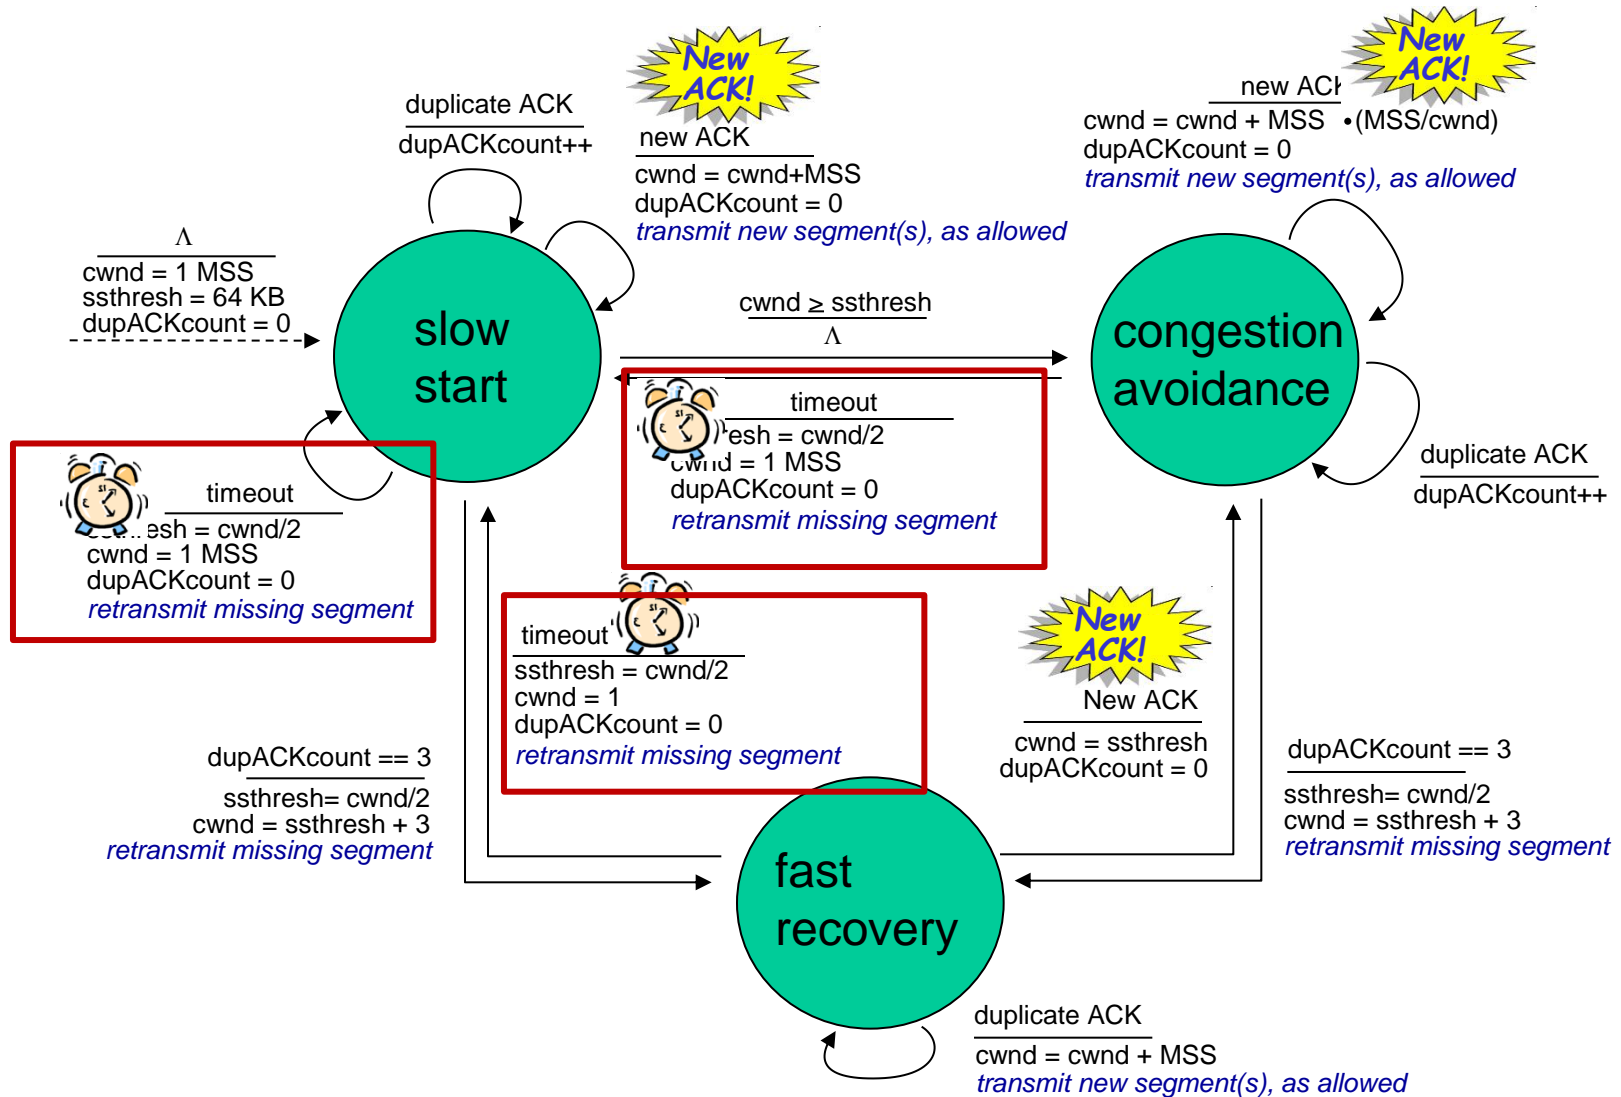 New
ACK!
duplicate ACK
dupACKcount++
new ACK
cwnd = cwnd+MSS
dupACKcount = 0
transmit new segment(s), as allowed
New
ACK!
new ACK
cwnd = cwnd + MSS •(MSS/cwnd)
dupACKcount = 0
transmit new segment(s), as allowed
Λ
cwnd = 1 MSS
ssthresh = 64 KB
dupACKcount = 0
slow
start
cwnd ≥ ssthresh
Λ
congestion
avoidance
timeout
esh = cwnd/2
cwnd = 1 MSS
dupACKcount = 0
retransmit missing segment
duplicate ACK
dupACKcount++
timeout
ssthresh = cwnd/2
cwnd = 1 MSS
dupACKcount = 0
retransmit missing segment
timeout
ssthresh = cwnd/2
cwnd = 1
dupACKcount = 0
retransmit missing segment
New
ACK!
New ACK
cwnd = ssthresh
dupACKcount = 0
dupACKcount == 3
ssthresh= cwnd/2
cwnd = ssthresh + 3
retransmit missing segment
dupACKcount == 3
ssthresh= cwnd/2
cwnd = ssthresh + 3
retransmit missing segment
fast
recovery
duplicate ACK
cwnd = cwnd + MSS
transmit new segment(s), as allowed